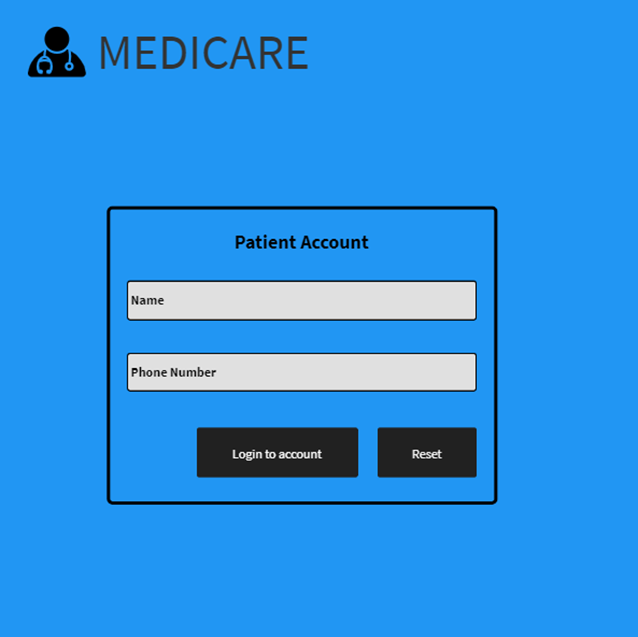 MEDICARE
Patient Account
Name
Phone Number
Login to account
Reset